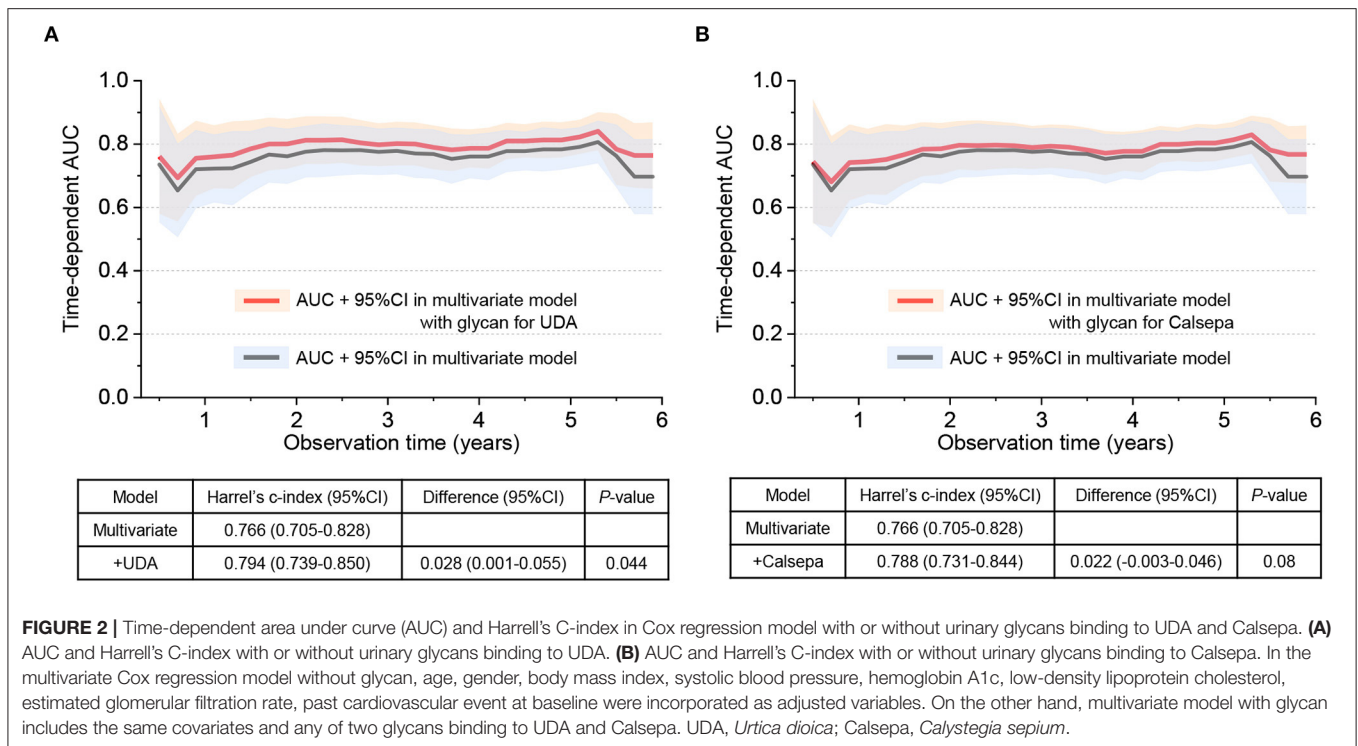 A
Time-dependent AUC
1.0
0.8
0.6
0.4
0.2
0.0
AUC + 95%CI in multivariate model
with glycan for UDA
AUC + 95%CI in multivariate model
1 2 3 4 5 6
Observation time (years)
Model Harrel's c-index (95%CI) Difference (95%CI) P-value
Multivariate 0.766 (0.705-0.828)
+UDA 0.794 (0.739-0.850) 0.028 (0.001-0.055) 0.044
B
Time-dependent AUC
1.0
0.8
0.6
0.4
0.2
0.0
AUC + 95%CI in multivariate model
with glycan for Calsepa
AUC + 95%CI in multivariate model
1 2 3 4 5 6
Observation time (years)
Model Harrel's c-index (95%CI) Difference (95%CI) P-value
Multivariate 0.766 (0.705-0.828)
+Calsepa 0.788 (0.731-0.844) 0.022 (-0.003-0.046) 0.08
FIGURE 2 | Time-dependent area under curve (AUC) and Harrell's C-index in Cox regression model with or without urinary glycans binding to UDA and Calsepa. (A)
AUC and Harrell's C-index with or without urinary glycans binding to UDA. (B) AUC and Harrell's C-index with or without urinary glycans binding to Calsepa. In the
multivariate Cox regression model without glycan, age, gender, body mass index, systolic blood pressure, hemoglobin A1c, low-density lipoprotein cholesterol,
estimated glomerular filtration rate, past cardiovascular event at baseline were incorporated as adjusted variables. On the other hand, multivariate model with glycan
includes the same covariates and any of two glycans binding to UDA and Calsepa. UDA, Urtica dioica; Calsepa, Calystegia sepium.